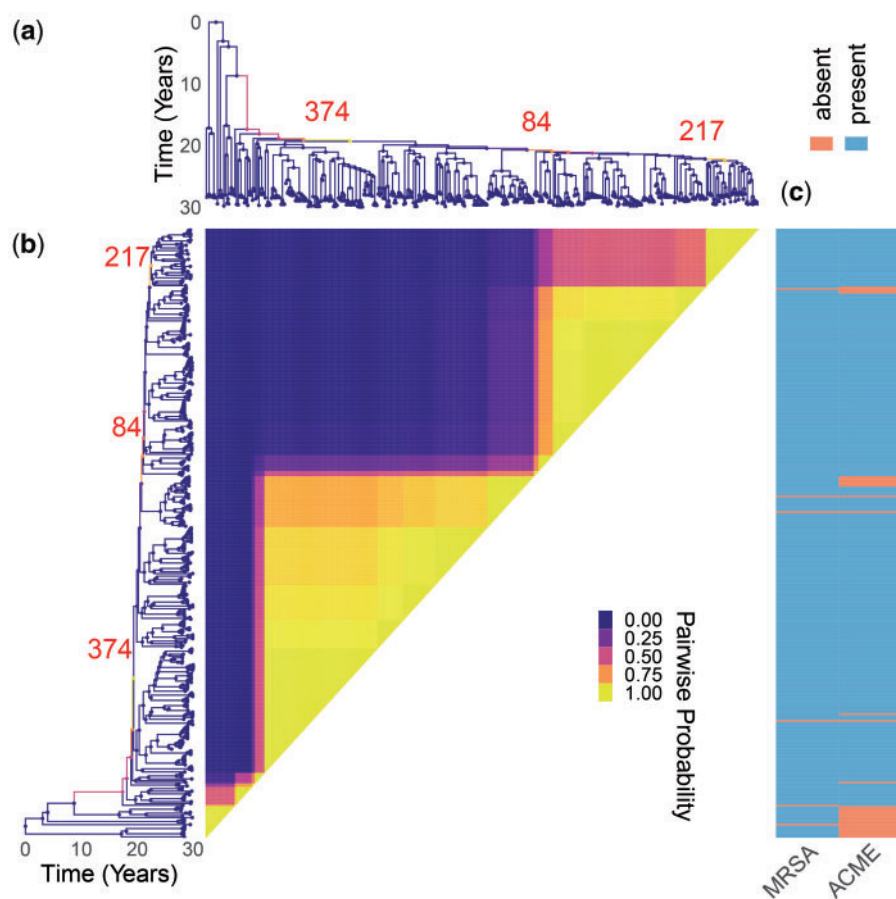 (a)
0
10
20
30
Time (Years)
374
84
217
absent
present
(c)
(b)
217
84
374
0 10 20 30
Time (Years)
0.00
0.25
0.50
0.75
1.00
Pairwise Probability
MRSA
ACME